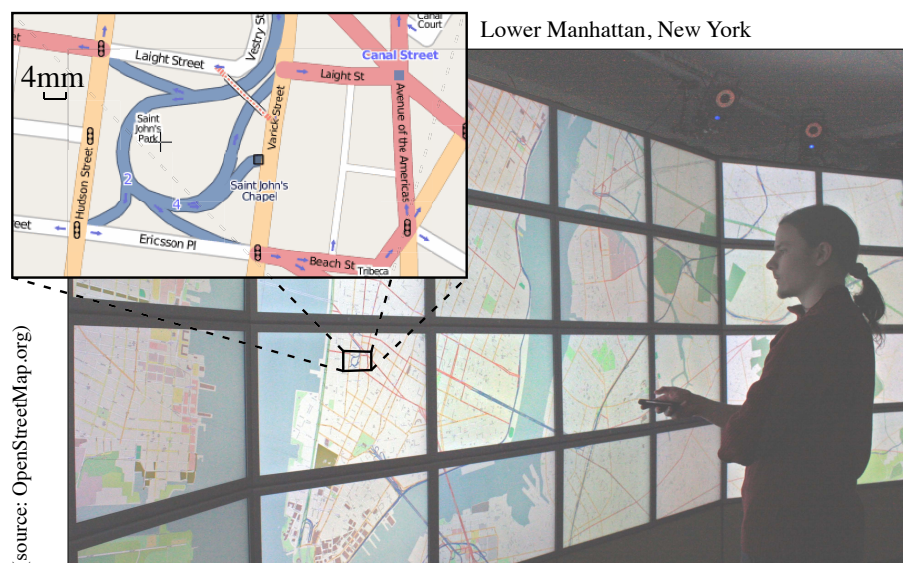 Lower Manhattan, New York
4mm
Laight Street
Vestry St
Canal
Court
Canal Street
Laight St
Saint
John's
Park
Varick Street
Avenue of the Americas
Hudson Street
2
4
Saint John's
Chapel
eet
Ericsson Pl
Beach St
Tribeca
source: OpenStreetMap.org)